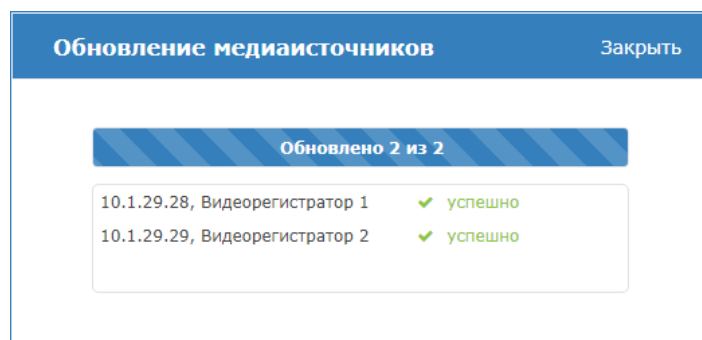 Обновление медиаисточников Закрыть
Обновлено 2 из 2
10.1.29.28, Видеорегистратор 1 ✔ успешно
10.1.29.29, Видеорегистратор 2 ✔ успешно